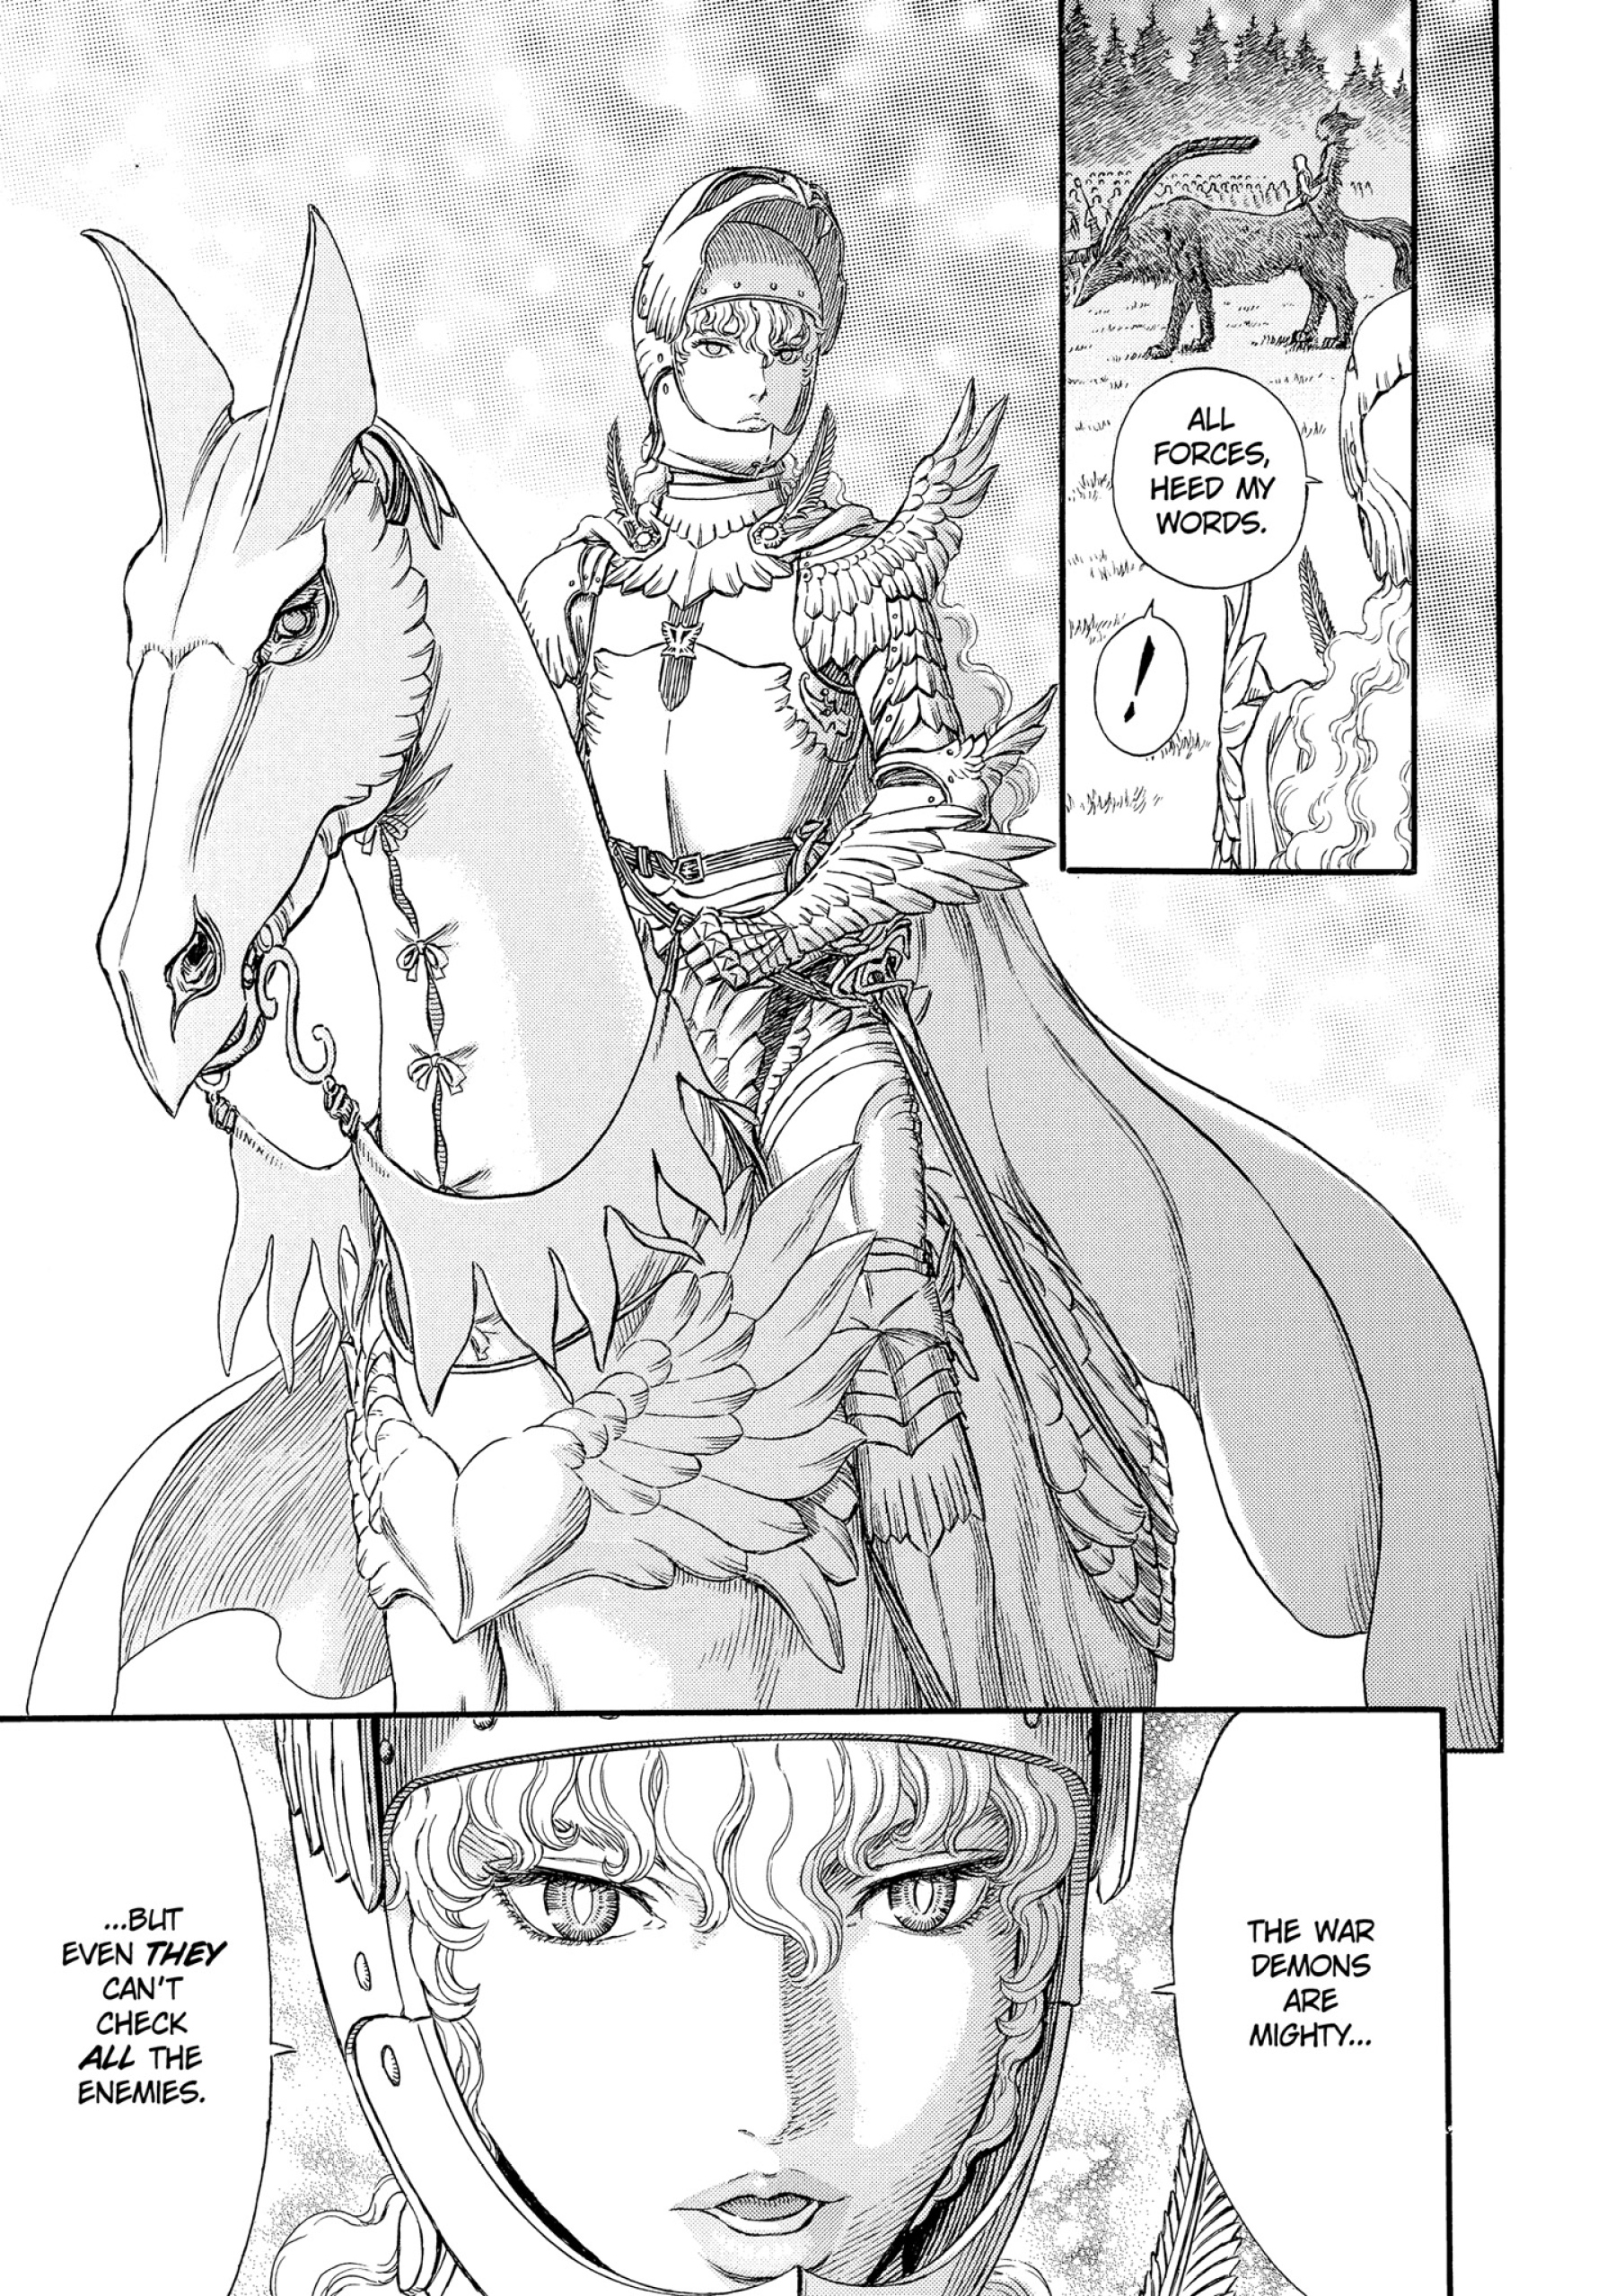 ALL
FORCES,
HEED MY
WORDS.
!
THE WAR
DEMONS
ARE
MIGHTY...
...BUT
EVEN THEY
CAN'T
CHECK
ALL THE
ENEMIES.